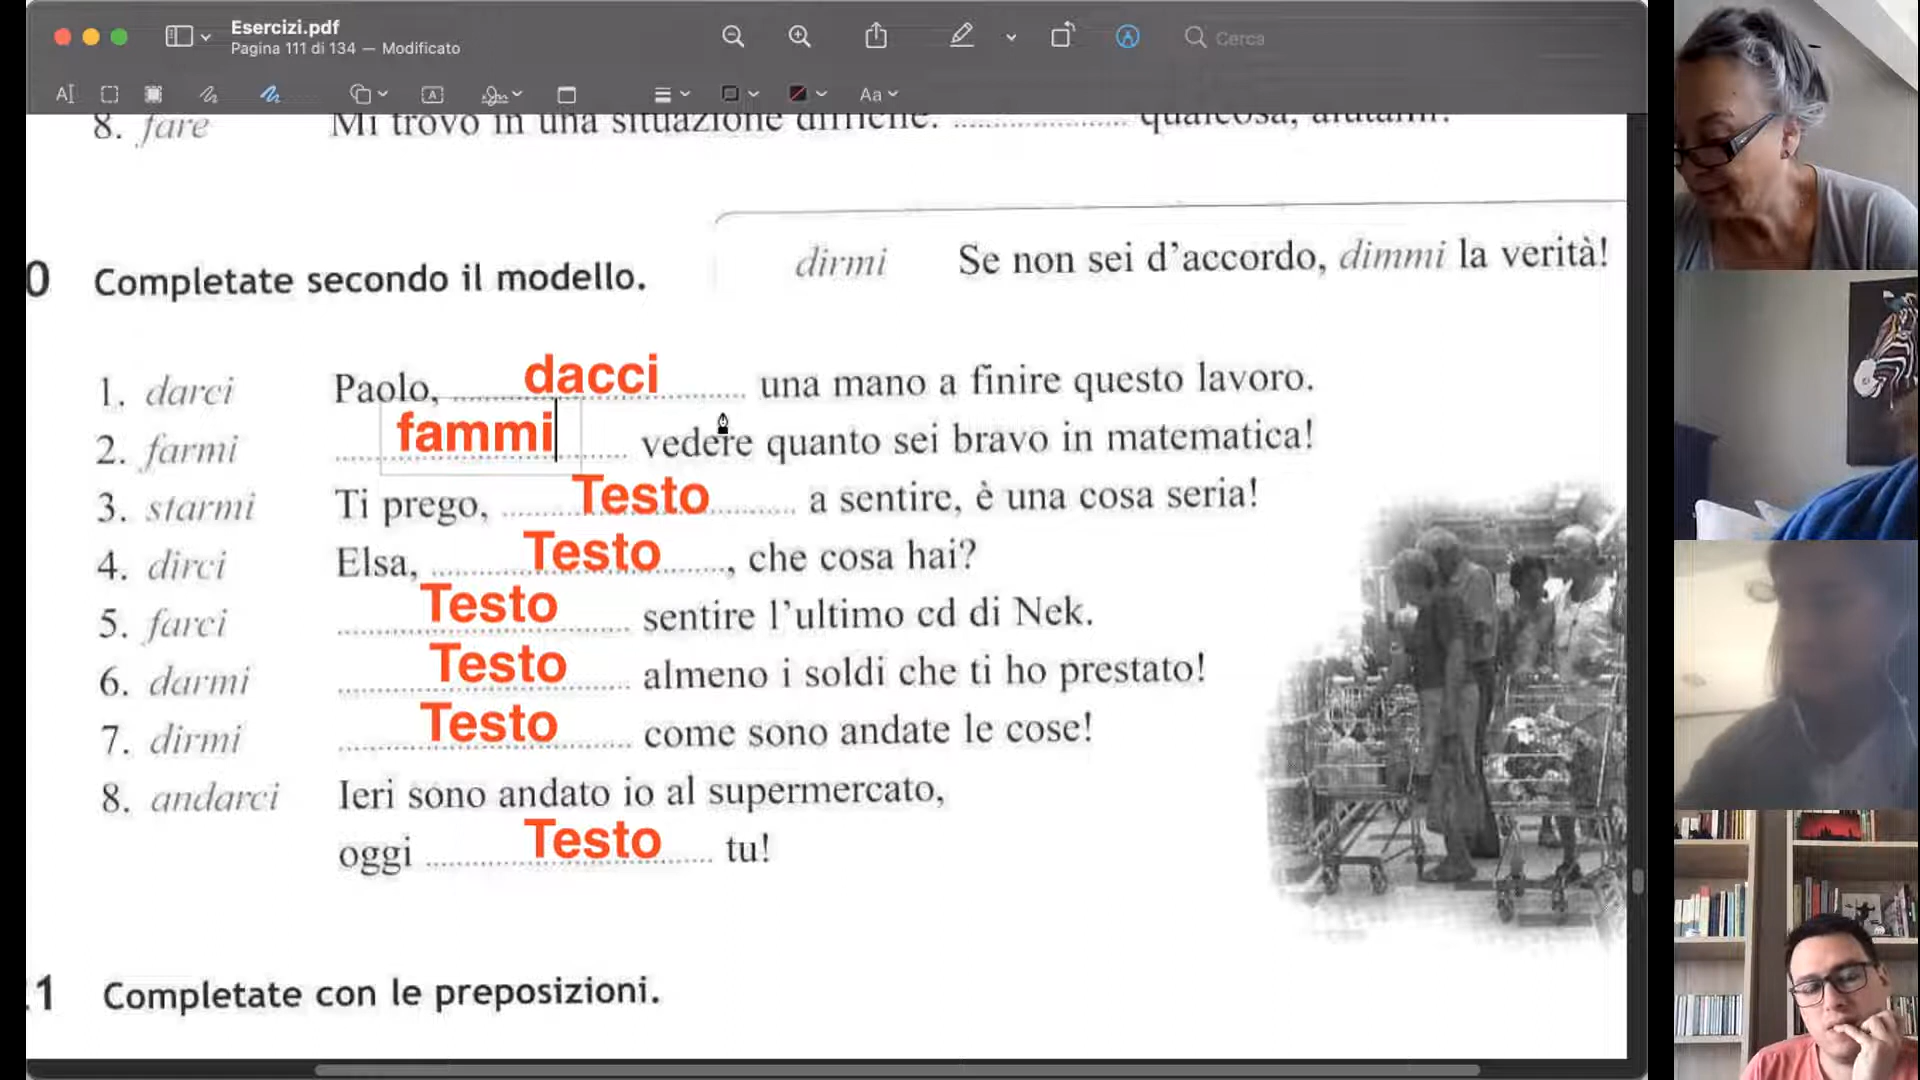 Esercizi.pdf
Pagina 111 di 134 — Modificato
Cerca
8. fare Mi trovo in una situazione difficile. .................... qualcosa, aiutami!
0 Completate secondo il modello.
dirmi Se non sei d'accordo, dimmi la verità!
1. darci Paolo, dacci una mano a finire questo lavoro.
2. farmi fammi vedere quanto sei bravo in matematica!
3. starmi Ti prego, Testo a sentire, è una cosa seria!
4. dirci Elsa, Testo, che cosa hai?
5. farci Testo sentire l'ultimo cd di Nek.
6. darmi Testo almeno i soldi che ti ho prestato!
7. dirmi Testo come sono andate le cose!
8. andarci Ieri sono andato io al supermercato,
oggi Testo tu!
1 Completate con le preposizioni.